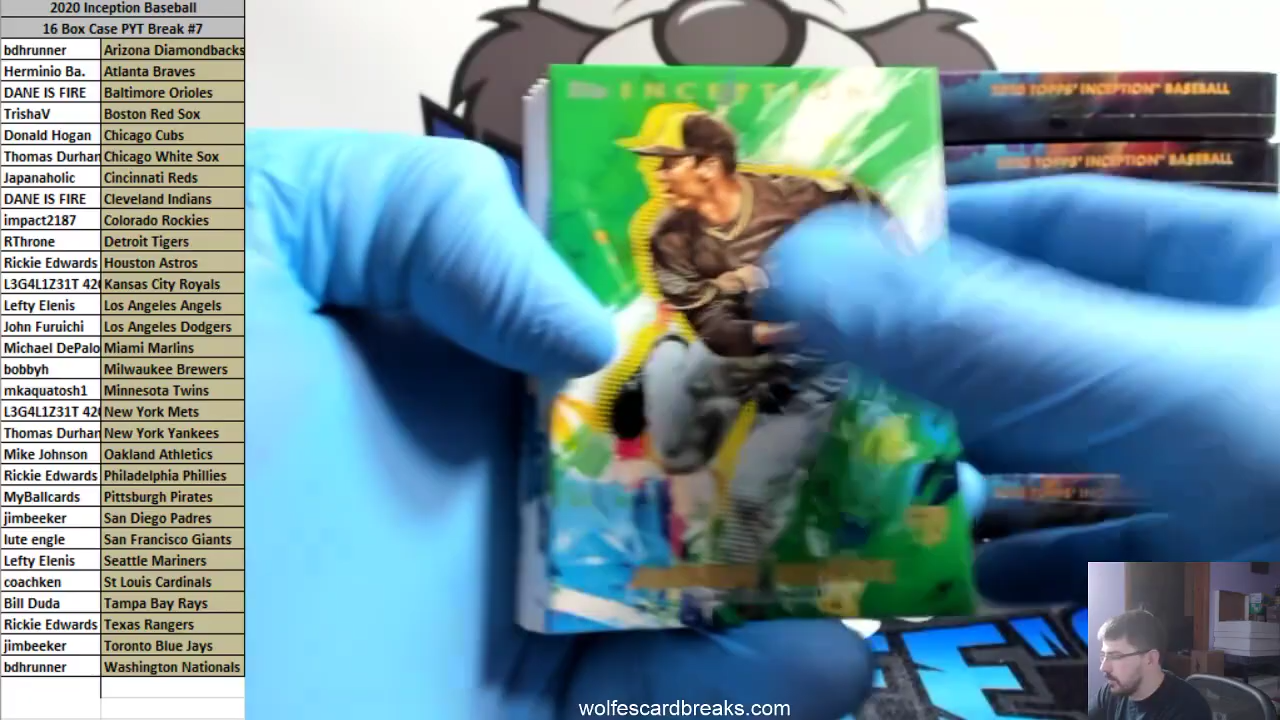 2020 Inception Baseball
16 Box Case PYT Break #7
bdhrunner Arizona Diamondbacks
Herminio Ba. Atlanta Braves
DANE IS FIRE Baltimore Orioles
TrishaV Boston Red Sox
Donald Hogan Chicago Cubs
Thomas Durhan Chicago White Sox
Japanaholic Cincinnati Reds
DANE IS FIRE Cleveland Indians
impact2187 Colorado Rockies
RThrone Detroit Tigers
Rickie Edwards Houston Astros
L3G4L1Z31T 42 Kansas City Royals
Lefty Elenis Los Angeles Angels
John Furuichi Los Angeles Dodgers
Michael DePalo Miami Marlins
bobbyh Milwaukee Brewers
mkaquatosh1 Minnesota Twins
L3G4L1Z31T 42 New York Mets
Thomas Durhan New York Yankees
Mike Johnson Oakland Athletics
Rickie Edwards Philadelphia Phillies
MyBallcards Pittsburgh Pirates
jimbeeker San Diego Padres
lute engle San Francisco Giants
Lefty Elenis Seattle Mariners
coachken St Louis Cardinals
Bill Duda Tampa Bay Rays
Rickie Edwards Texas Rangers
jimbeeker Toronto Blue Jays
bdhrunner Washington Nationals
INCEPTION
2020 TOPPS® INCEPTION™ BASEBALL
2020 TOPPS® INCEPTION™ BASEBALL
wolfescardbreaks.com